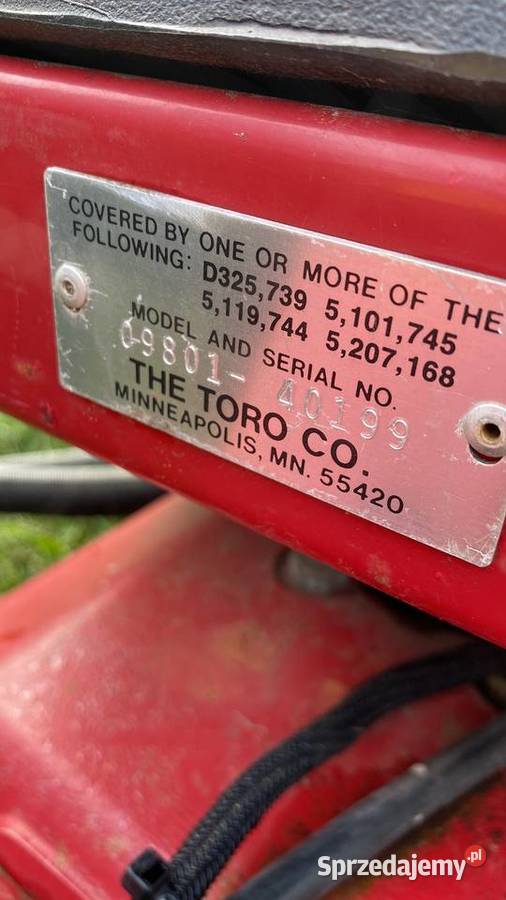 COVERED BY ONE OR MORE OF THE
FOLLOWING: D325,739 5,101,745
5,119,744 5,207,168
MODEL AND SERIAL NO.
09801- 40199
THE TORO CO.
MINNEAPOLIS, MN. 55420
Sprzedajemy.pl